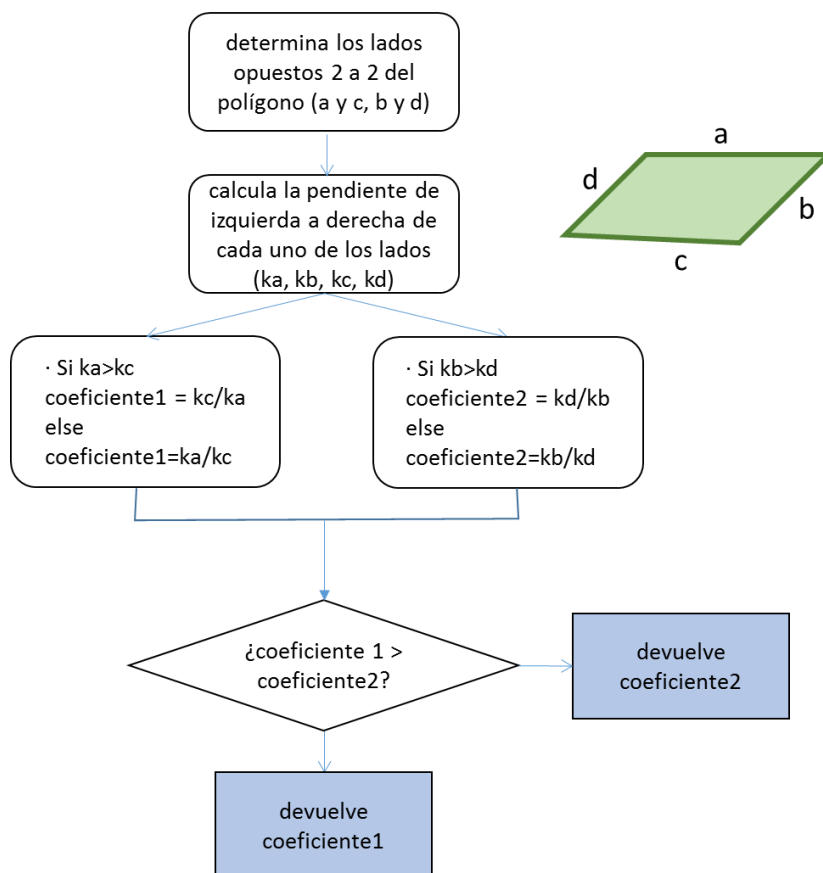 determina los lados
opuestos 2 a 2 del
polígono (a y c, b y d)
a
d
b
c
calcula la pendiente de
izquierda a derecha de
cada uno de los lados
(ka, kb, kc, kd)
· Si ka>kc
coeficiente1 = kc/ka
else
coeficiente1=ka/kc
· Si kb>kd
coeficiente2 = kd/kb
else
coeficiente2=kb/kd
¿coeficiente 1 >
coeficiente2?
devuelve
coeficiente2
devuelve
coeficiente1